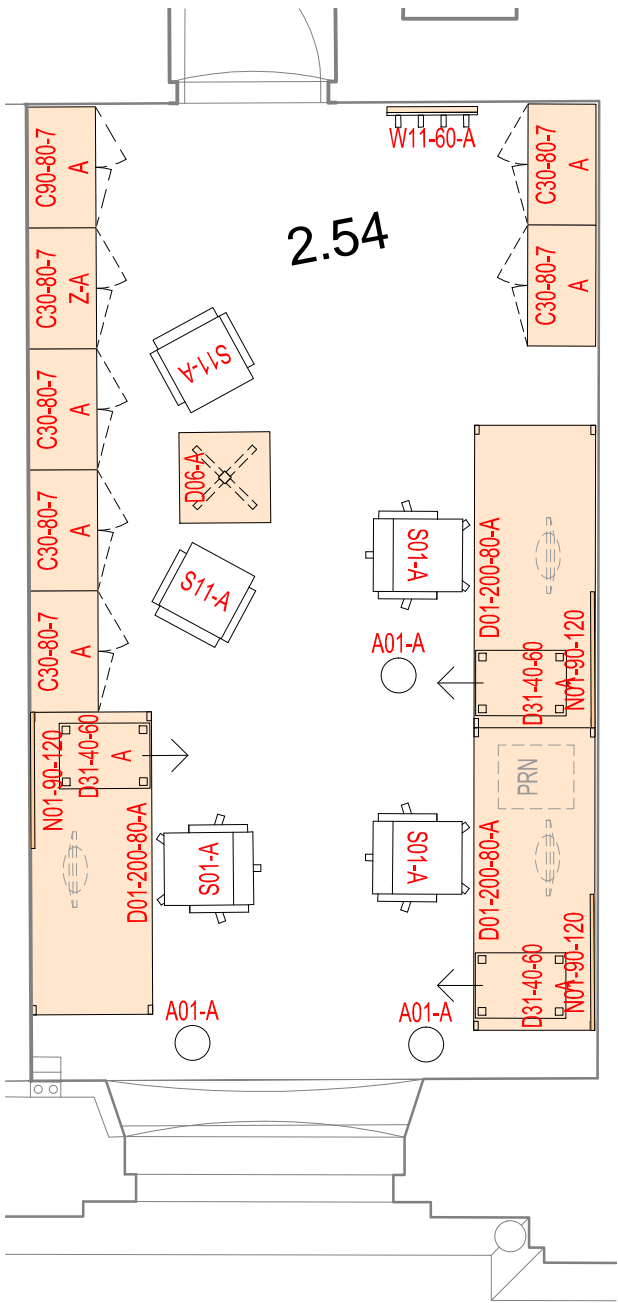 W11-60-A
2.54
C90-80-7
A
C30-80-7
Z-A
C30-80-7
A
C30-80-7
A
C30-80-7
A
C30-80-7
A
C30-80-7
A
S11-A
D06-A
S11-A
S01-A
D01-200-80-A
A01-A
D31-40-60
A
N01-90-120
N01-90-120
D31-40-60
A
D01-200-80-A
S01-A
PRN
S01-A
D01-200-80-A
D31-40-60
A
N01-90-120
A01-A
A01-A